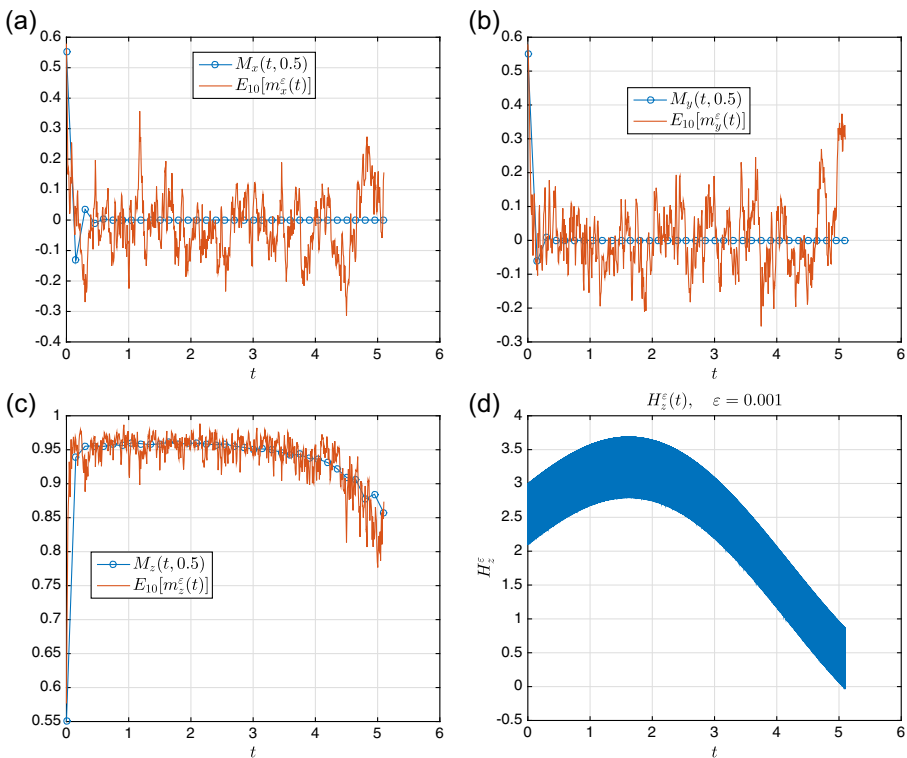 (a)
0.6
0.5
0.4
0.3
0.2
0.1
0
-0.1
-0.2
-0.3
-0.4
M_x(t, 0.5)
E_{10}[m_x^ε(t)]
0 1 2 3 4 5 6
t
(b)
0.6
0.5
0.4
0.3
0.2
0.1
0
-0.1
-0.2
-0.3
M_y(t, 0.5)
E_{10}[m_y^ε(t)]
0 1 2 3 4 5 6
t
(c)
1
0.95
0.9
0.85
0.8
0.75
0.7
0.65
0.6
0.55
M_z(t, 0.5)
E_{10}[m_z^ε(t)]
0 1 2 3 4 5 6
t
(d)
H_z^ε(t), ε = 0.001
4
3.5
3
2.5
2
1.5
1
0.5
0
-0.5
H_z^ε
0 1 2 3 4 5 6
t